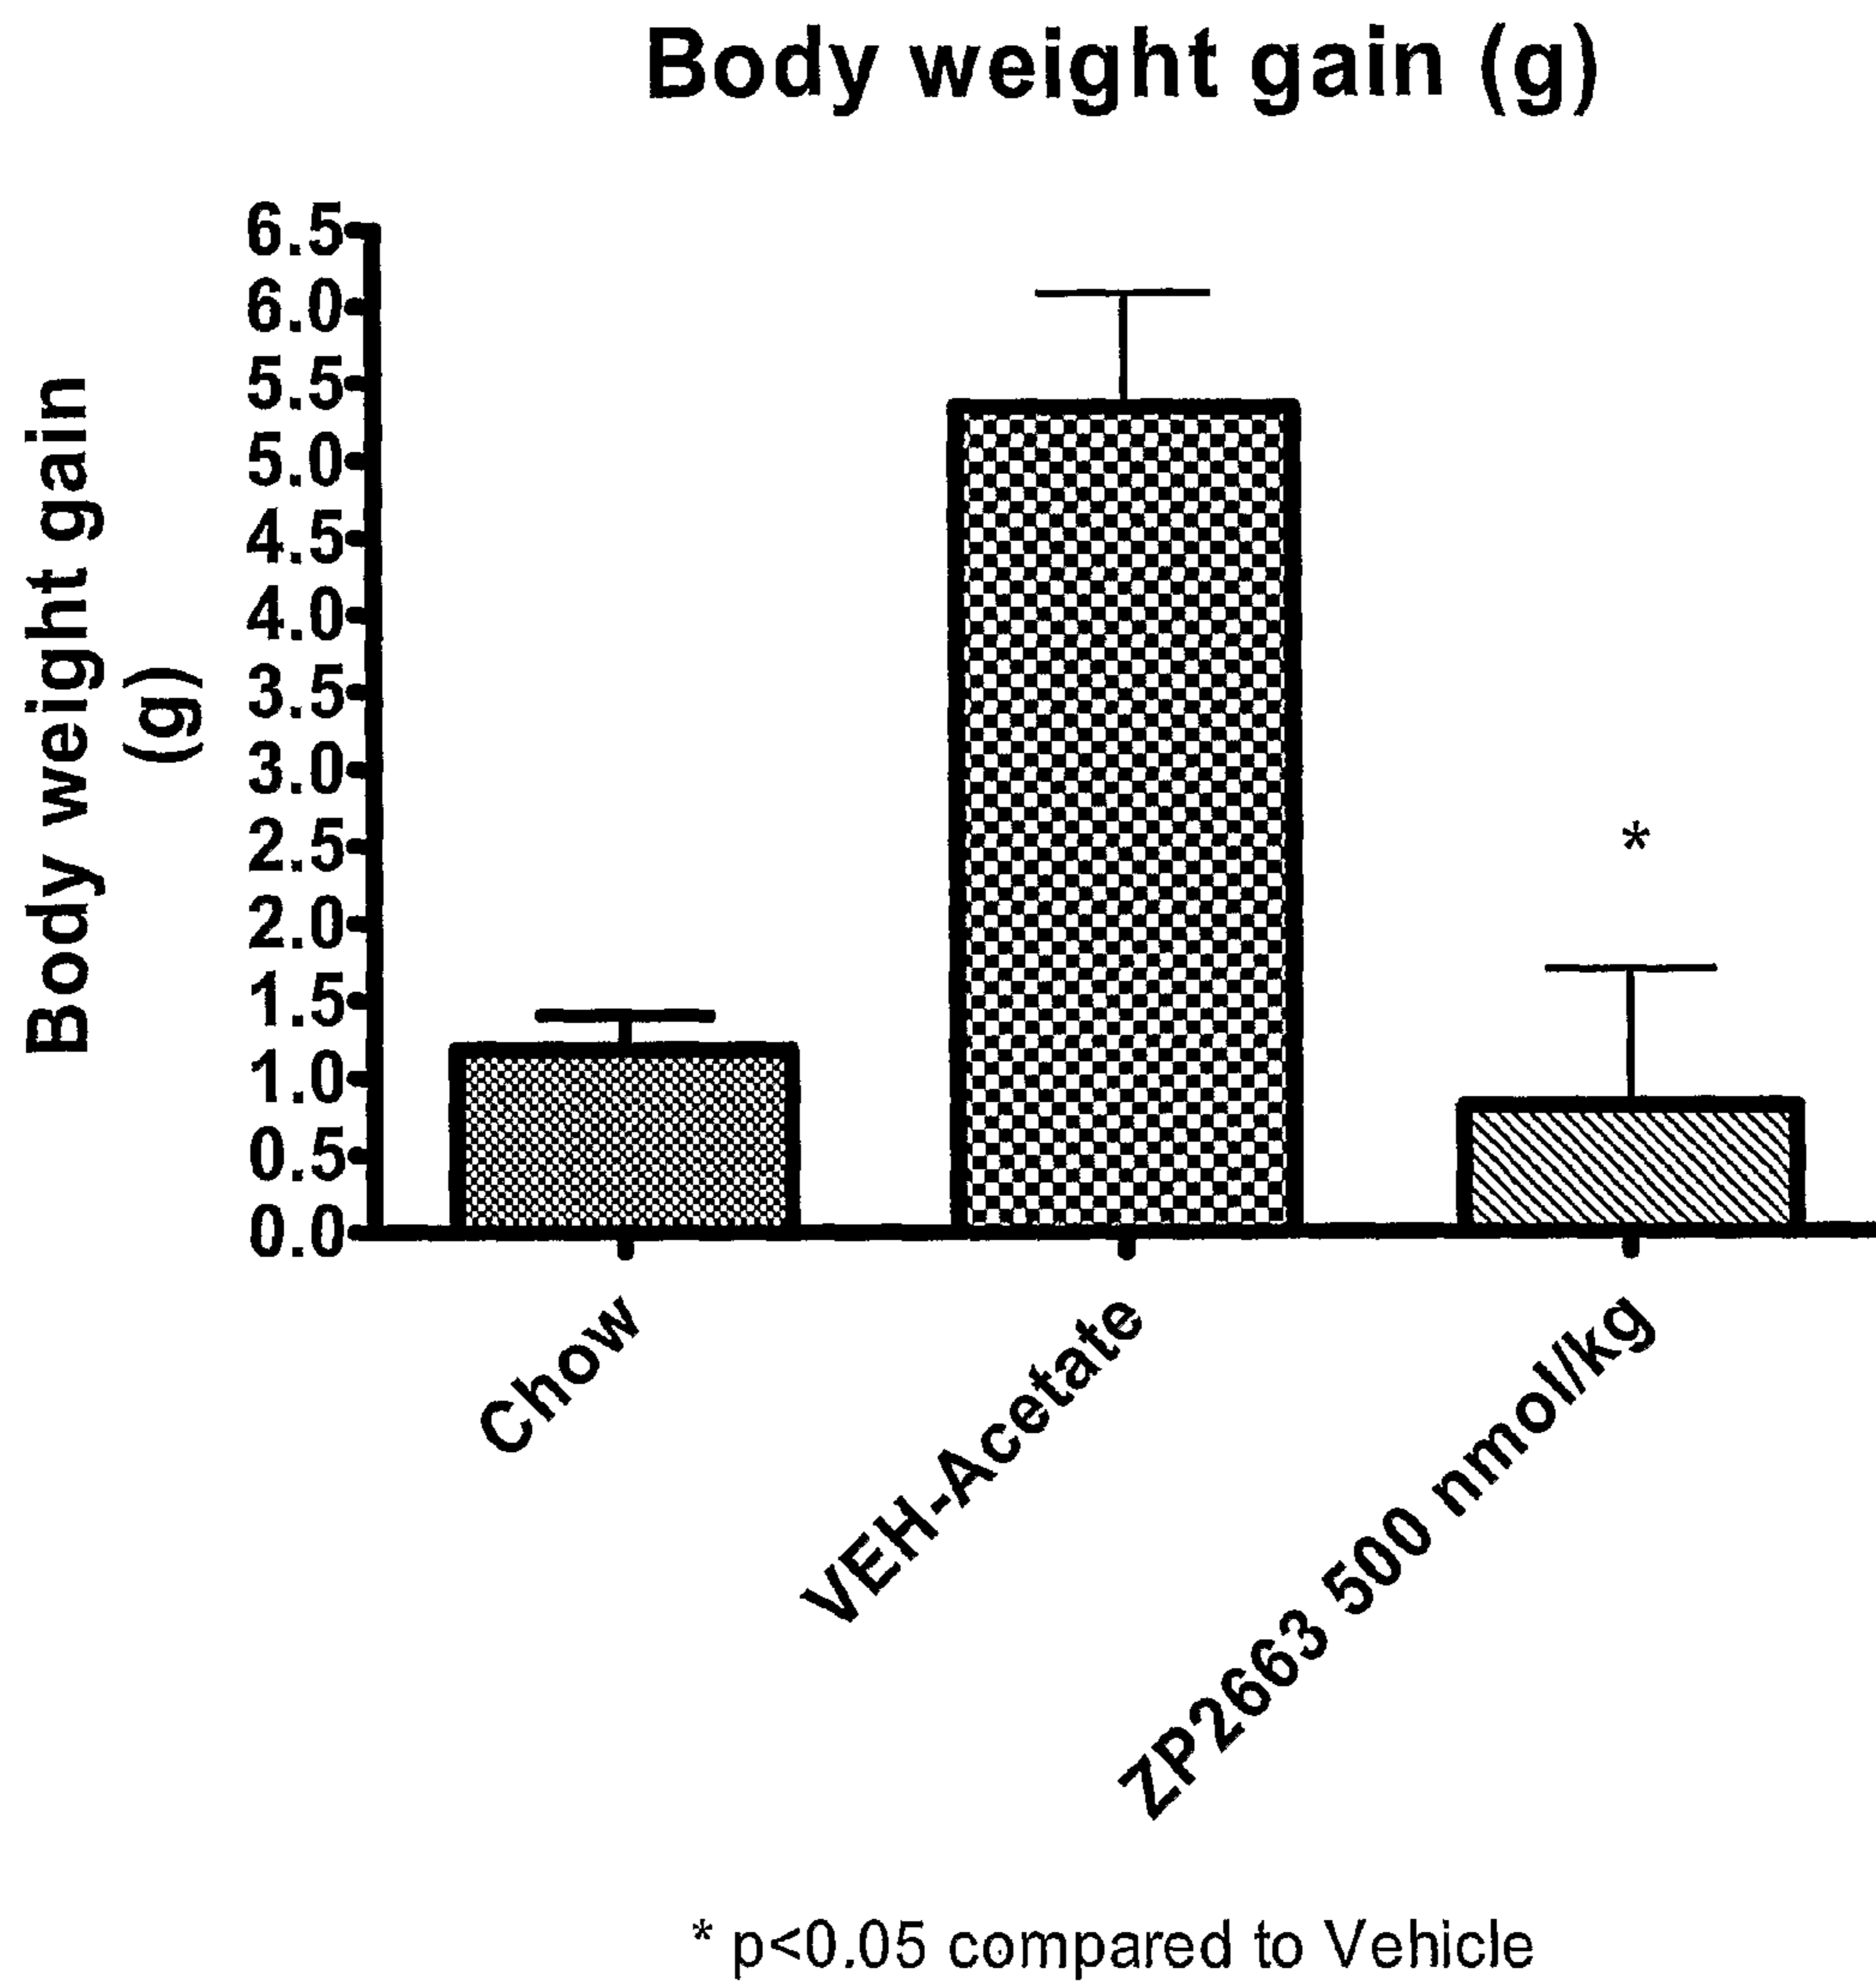 Body weight gain (g)
Body weight gain
(g)
6.5
6.0
5.5
5.0
4.5
4.0
3.5
3.0
2.5
2.0
1.5
1.0
0.5
0.0
*
Chow
VEH-Acetate
ZP2663 500 nmol/kg
* p<0.05 compared to Vehicle